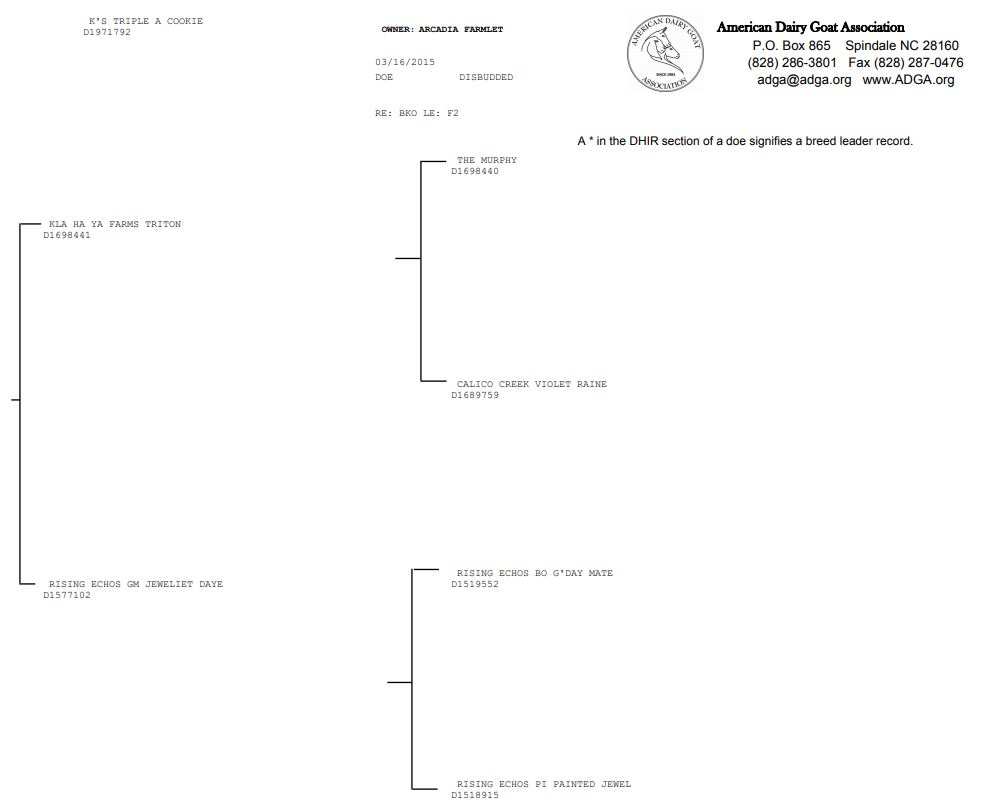 K'S TRIPLE A COOKIE
D1971792
OWNER: ARCADIA FARMLET
03/16/2015
DOE DISBUDDED
RE: BKO LE: F2
AMERICAN DAIRY GOAT
SINCE 1904
ASSOCIATION
American Dairy Goat Association
P.O. Box 865 Spindale NC 28160
(828) 286-3801 Fax (828) 287-0476
adga@adga.org www.ADGA.org
A * in the DHIR section of a doe signifies a breed leader record.
THE MURPHY
D1698440
KLA HA YA FARMS TRITON
D1698441
CALICO CREEK VIOLET RAINE
D1689759
RISING ECHOS GM JEWELIET DAYE
D1577102
RISING ECHOS BO G'DAY MATE
D1519552
RISING ECHOS PI PAINTED JEWEL
D1518915